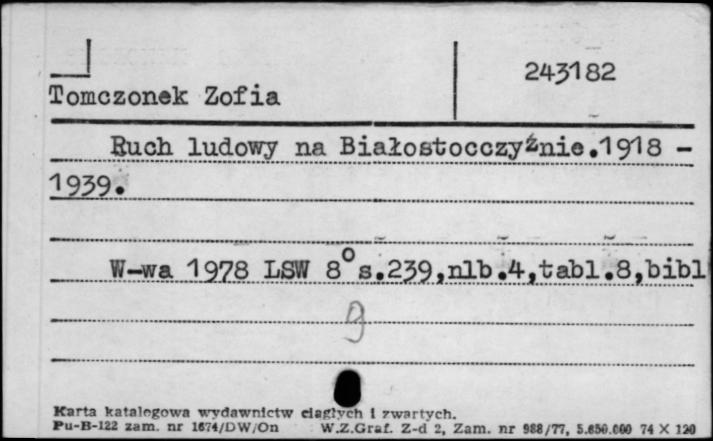 243182
Tomczonek Zofia
Ruch ludowy na Białostocczyźnie.1918 -
1939.
W-wa 1978 LSW 8° s.239,nlb.4,tabl.8,bibl
g
Karta katalogowa wydawnictw ciągłych i zwartych.
Pu-B-122 zam. nr 1674/DW/On W.Z.Graf. Z-d 2, Zam. nr 988/77, 5.650.000 74 X 120